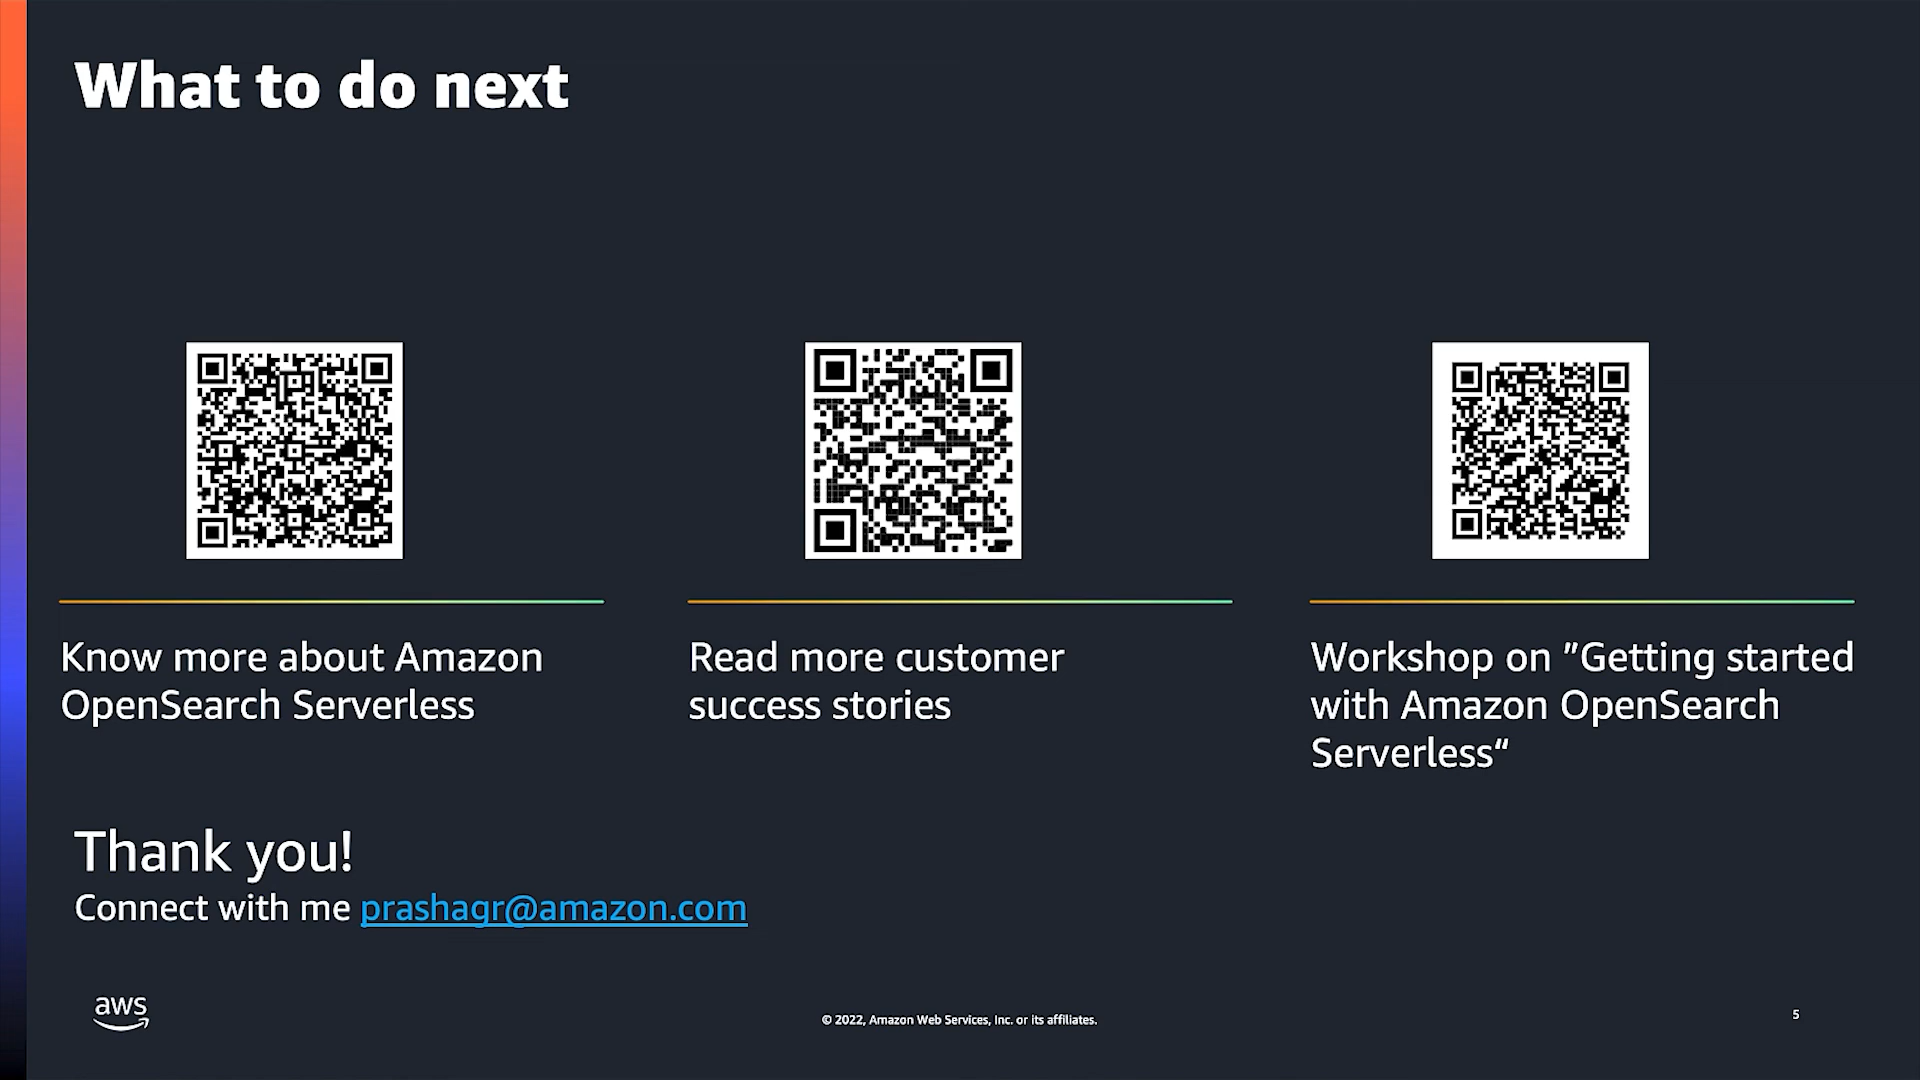 What to do next
Know more about Amazon
OpenSearch Serverless
Read more customer
success stories
Workshop on ”Getting started
with Amazon OpenSearch
Serverless“
Thank you!
Connect with me prashagr@amazon.com
aws
© 2022, Amazon Web Services, Inc. or its affiliates.
5